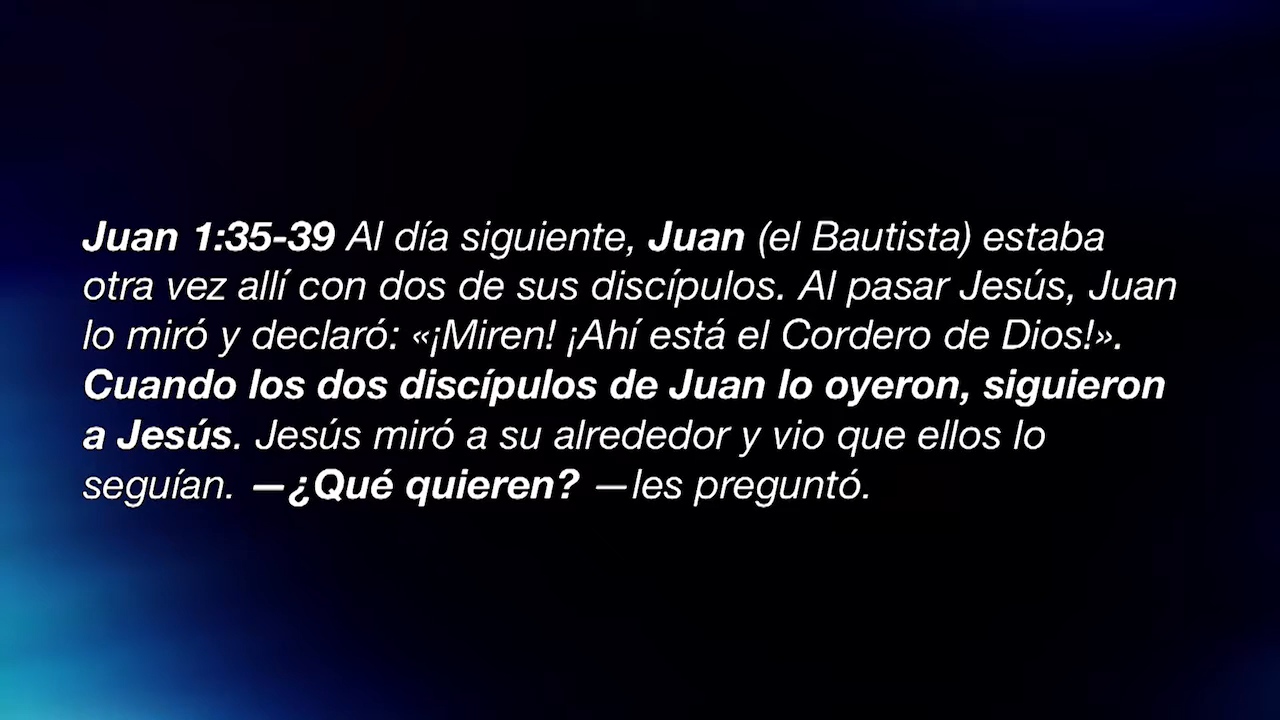 Juan 1:35-39 Al día siguiente, Juan (el Bautista) estaba
otra vez allí con dos de sus discípulos. Al pasar Jesús, Juan
lo miró y declaró: «¡Miren! ¡Ahí está el Cordero de Dios!».
Cuando los dos discípulos de Juan lo oyeron, siguieron
a Jesús. Jesús miró a su alrededor y vio que ellos lo
seguían. —¿Qué quieren? —les preguntó.